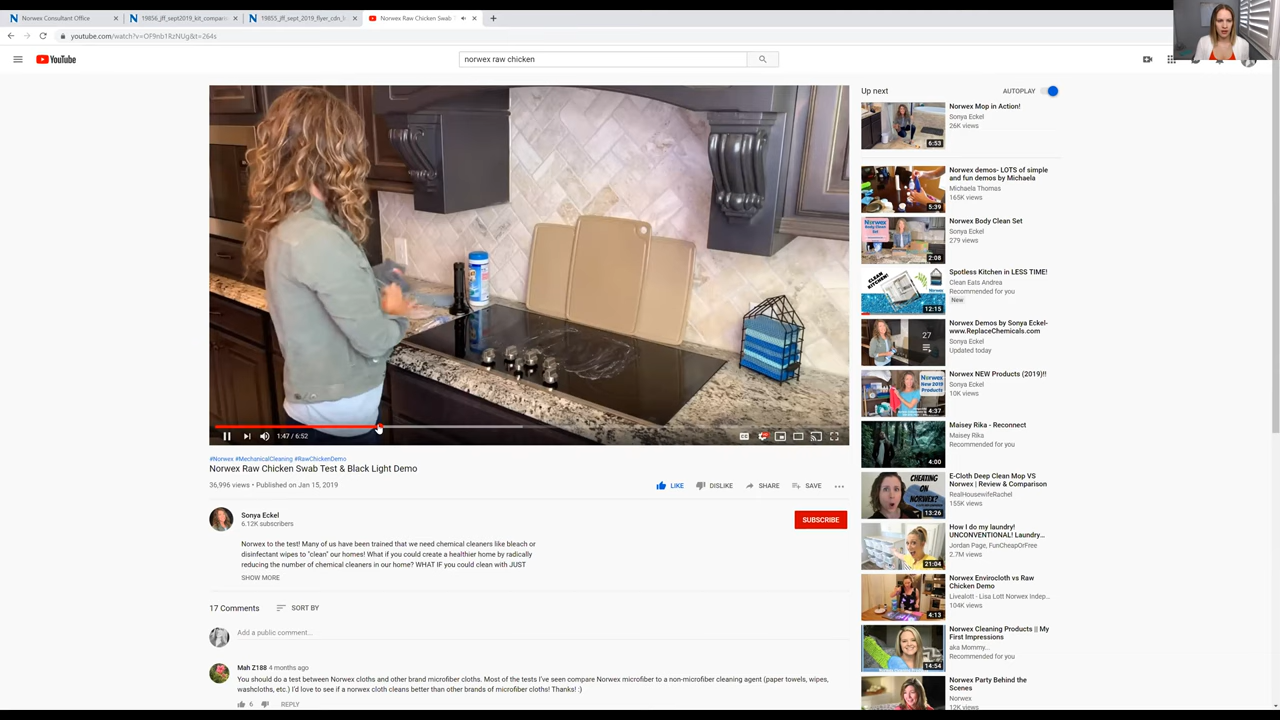 Norwex Consultant Office
19856_jff_sept2019_kit_compari
19855_jff_sept_2019_flyer_cdn_l
Norwex Raw Chicken Swab
youtube.com/watch?v=OF9nb1RzNUg&t=264s
YouTube
norwex raw chicken
1:47 / 6:52
#Norwex #MechanicalCleaning #RawChickenDemo
Norwex Raw Chicken Swab Test & Black Light Demo
36,996 views • Published on Jan 15, 2019
LIKE
DISLIKE
SHARE
SAVE
Sonya Eckel
6.12K subscribers
SUBSCRIBE
Norwex to the test! Many of us have been trained that we need chemical cleaners like bleach or
disinfectant wipes to "clean" our homes! What if you could create a healthier home by radically
reducing the number of chemical cleaners in our home? WHAT IF you could clean with JUST
SHOW MORE
17 Comments
SORT BY
Add a public comment...
Mah Z188 4 months ago
You should do a test between Norwex cloths and other brand microfiber cloths. Most of the tests I've seen compare Norwex microfiber to a non-microfiber cleaning agent (paper towels, wipes,
washcloths, etc.) I'd love to see if a norwex cloth cleans better than other brands of microfiber cloths! Thanks! :)
6
REPLY
Up next
AUTOPLAY
Norwex Mop in Action!
Sonya Eckel
26K views
6:53
Norwex demos- LOTS of simple
and fun demos by Michaela
Michaela Thomas
165K views
5:39
Norwex Body Clean Set
Sonya Eckel
279 views
2:08
Spotless Kitchen in LESS TIME!
Clean Eats Andrea
Recommended for you
New
12:15
Norwex Demos by Sonya Eckel-
www.ReplaceChemicals.com
Sonya Eckel
Updated today
27
Norwex NEW Products (2019)!!
Sonya Eckel
10K views
4:37
Maisey Rika - Reconnect
Maisey Rika
Recommended for you
4:00
E-Cloth Deep Clean Mop VS
Norwex | Review & Comparison
RealHousewifeRachel
155K views
CHEATING
ON
NORWEX?
13:26
How I do my laundry!
UNCONVENTIONAL! Laundry...
Jordan Page, FunCheapOrFree
2.7M views
21:04
Norwex Envirocloth vs Raw
Chicken Demo
Livealott - Lisa Lott Norwex Indep...
104K views
4:13
Norwex Cleaning Products || My
First Impressions
aka Mommy...
Recommended for you
14:54
Norwex Party Behind the
Scenes
Norwex
12K views